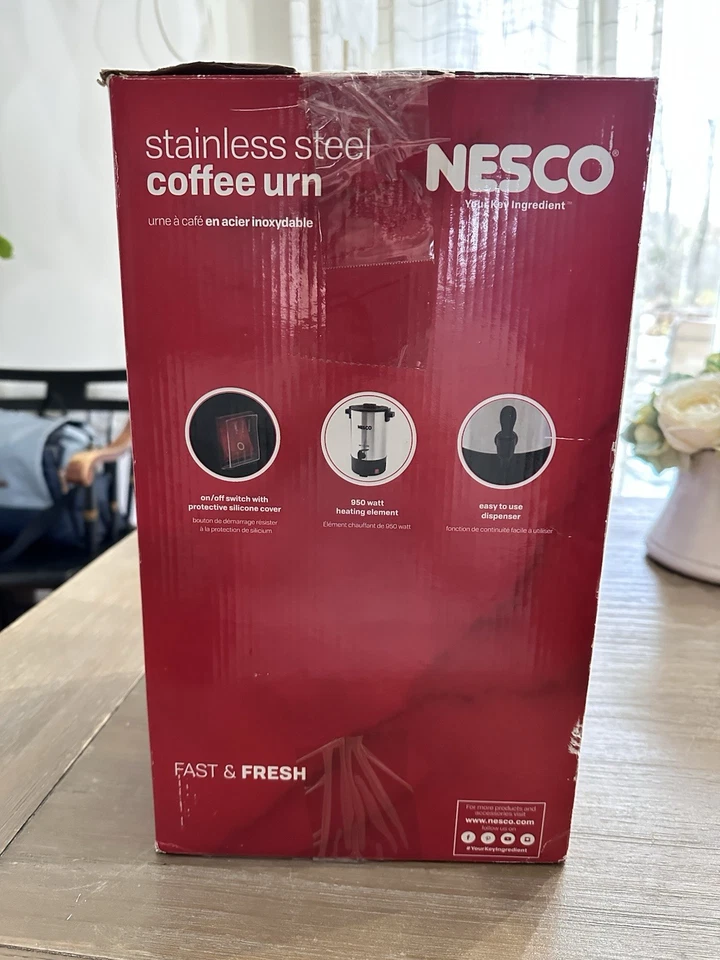 stainless steel
coffee urn
urne à café en acier inoxydable
NESCO®
Your Key Ingredient™
NESCO
on/off switch with
protective silicone cover
bouton de démarrage résister
à la protection de silicium
950 watt
heating element
Élément chauffant de 950 watt
easy to use
dispenser
fonction de continuité facile à utiliser
FAST & FRESH
For more products and
accessories visit
www.nesco.com
follow us on
#YourKeyIngredient